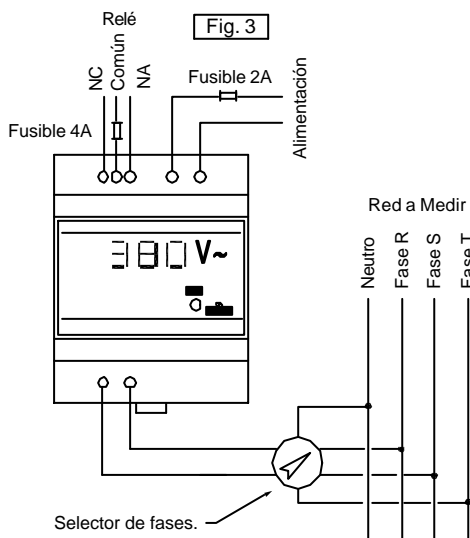 Fig. 3
Relé
NC
Común
NA
Fusible 2A
Fusible 4A
Alimentación
380 V~
Red a Medir
Neutro
Fase R
Fase S
Fase T
Selector de fases.